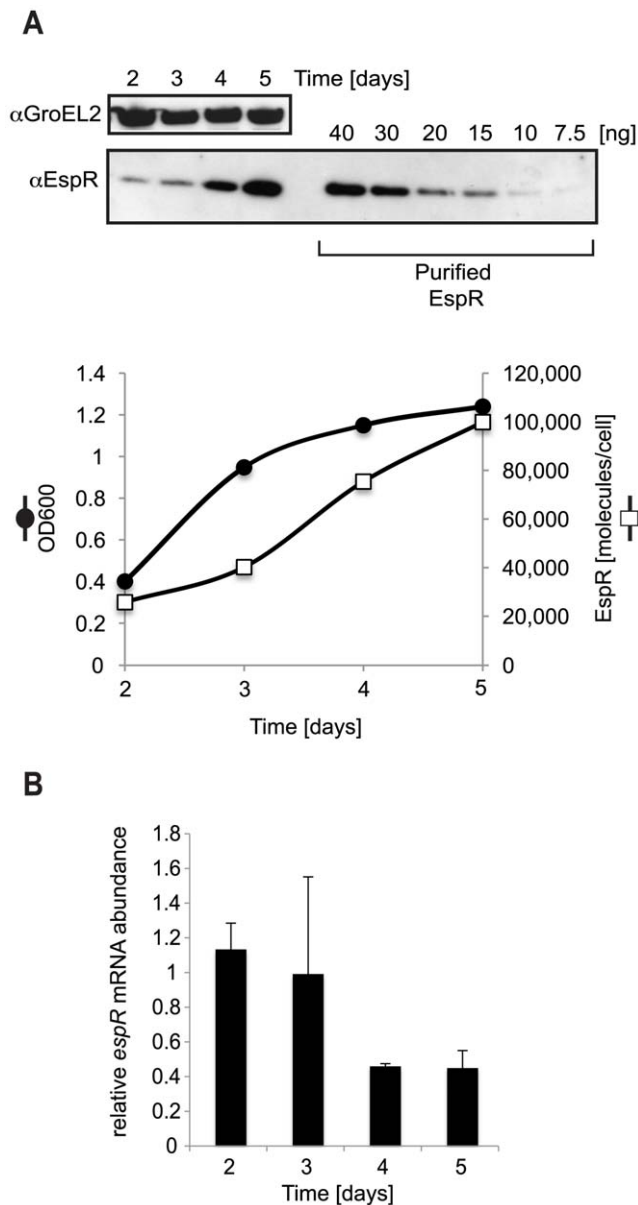 A
2 3 4 5 Time [days]
αGroEL2
40 30 20 15 10 7.5 [ng]
αEspR
Purified
EspR
1.4
1.2
1
0.8
0.6
0.4
0.2
0
OD600
120,000
100,000
80,000
60,000
40,000
20,000
0
EspR [molecules/cell]
2 3 4 5
Time [days]
B
1.8
1.6
1.4
1.2
1
0.8
0.6
0.4
0.2
0
relative espR mRNA abundance
2 3 4 5
Time [days]